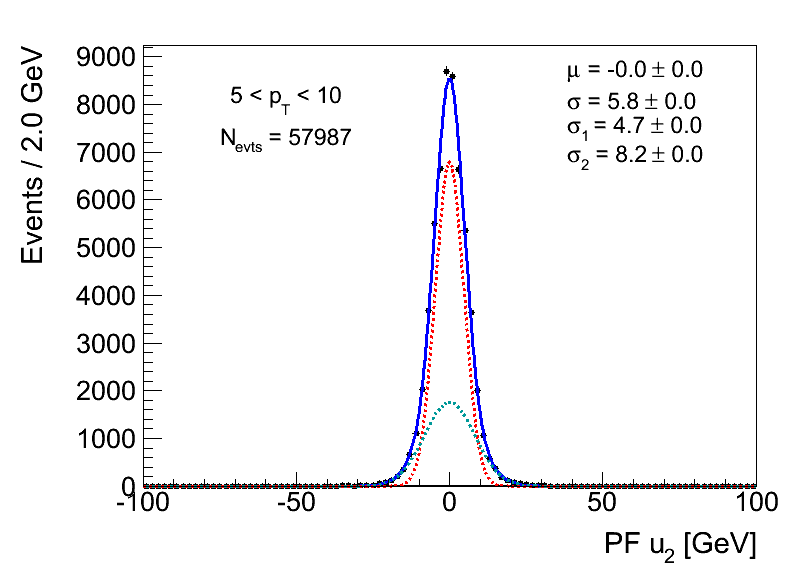 9000
8000
7000
6000
5000
4000
3000
2000
1000
0
Events / 2.0 GeV
5 < p_T < 10
N_evts = 57987
μ = -0.0 ± 0.0
σ = 5.8 ± 0.0
σ_1 = 4.7 ± 0.0
σ_2 = 8.2 ± 0.0
-100 -50 0 50 100
PF u_2 [GeV]